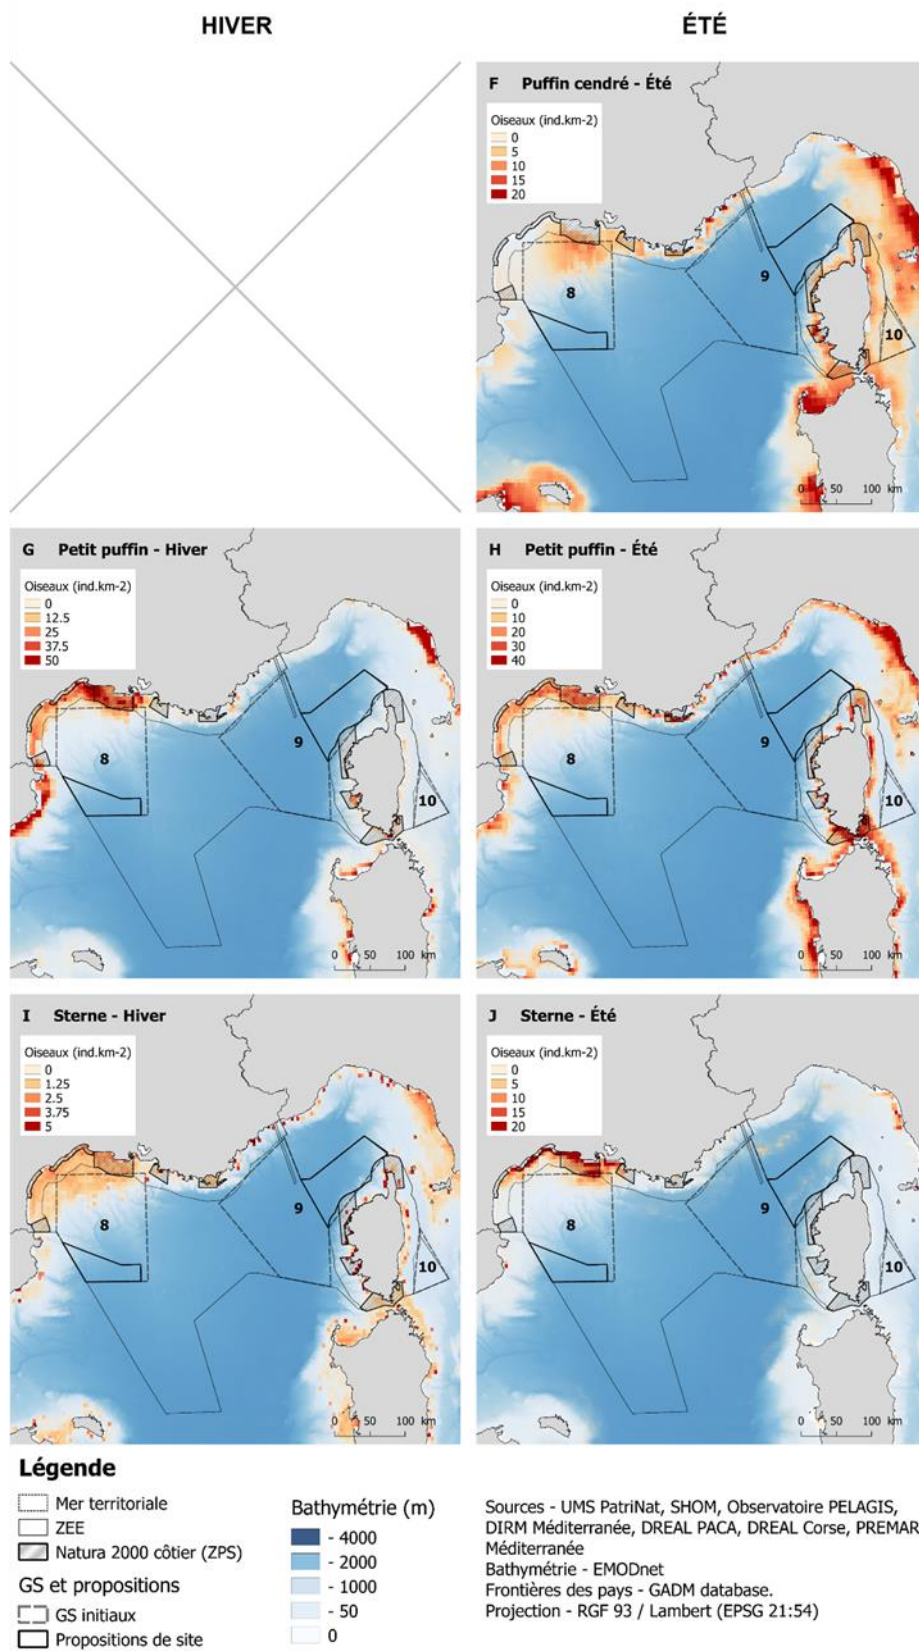 HIVER
ÉTÉ
F Puffin cendré - Été
Oiseaux (ind.km-2)
0
5
10
15
20
8
9
10
0 50 100 km
G Petit puffin - Hiver
Oiseaux (ind.km-2)
0
12.5
25
37.5
50
8
9
10
0 50 100 km
H Petit puffin - Été
Oiseaux (ind.km-2)
0
10
20
30
40
8
9
10
0 50 100 km
I Sterne - Hiver
Oiseaux (ind.km-2)
0
1.25
2.5
3.75
5
8
9
10
0 50 100 km
J Sterne - Été
Oiseaux (ind.km-2)
0
5
10
15
20
8
9
10
0 50 100 km
Légende
Mer territoriale
ZEE
Natura 2000 côtier (ZPS)
GS et propositions
GS initiaux
Propositions de site
Bathymétrie (m)
- 4000
- 2000
- 1000
- 50
0
Sources - UMS PatriNat, SHOM, Observatoire PELAGIS,
DIRM Méditerranée, DREAL PACA, DREAL Corse, PREMAR
Méditerranée
Bathymétrie - EMODnet
Frontières des pays - GADM database.
Projection - RGF 93 / Lambert (EPSG 21:54)